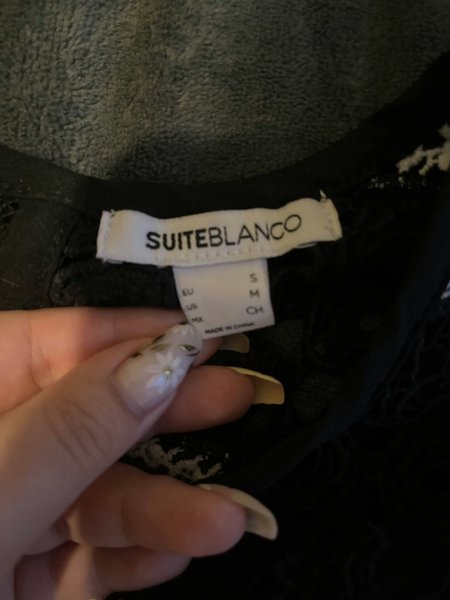 SUITEBLANCO
EU S
US M
MX CH
MADE IN CHINA